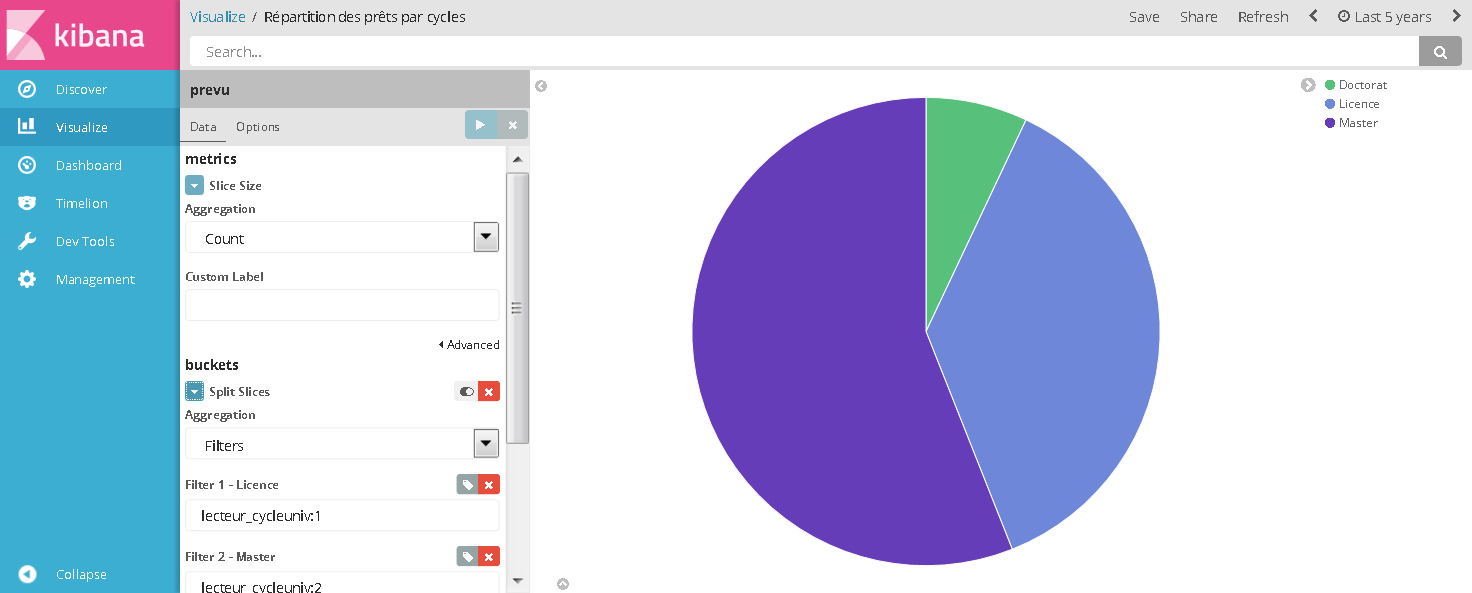 kibana
Discover
Visualize
Dashboard
Timelion
Dev Tools
Management
Collapse
Visualize / Répartition des prêts par cycles
Save Share Refresh Last 5 years
Search...
prevu
Data Options
metrics
Slice Size
Aggregation
Count
Custom Label
Advanced
buckets
Split Slices
Aggregation
Filters
Filter 1 - Licence
lecteur_cycleuniv:1
Filter 2 - Master
lecteur_cycleuniv:2
Doctorat
Licence
Master